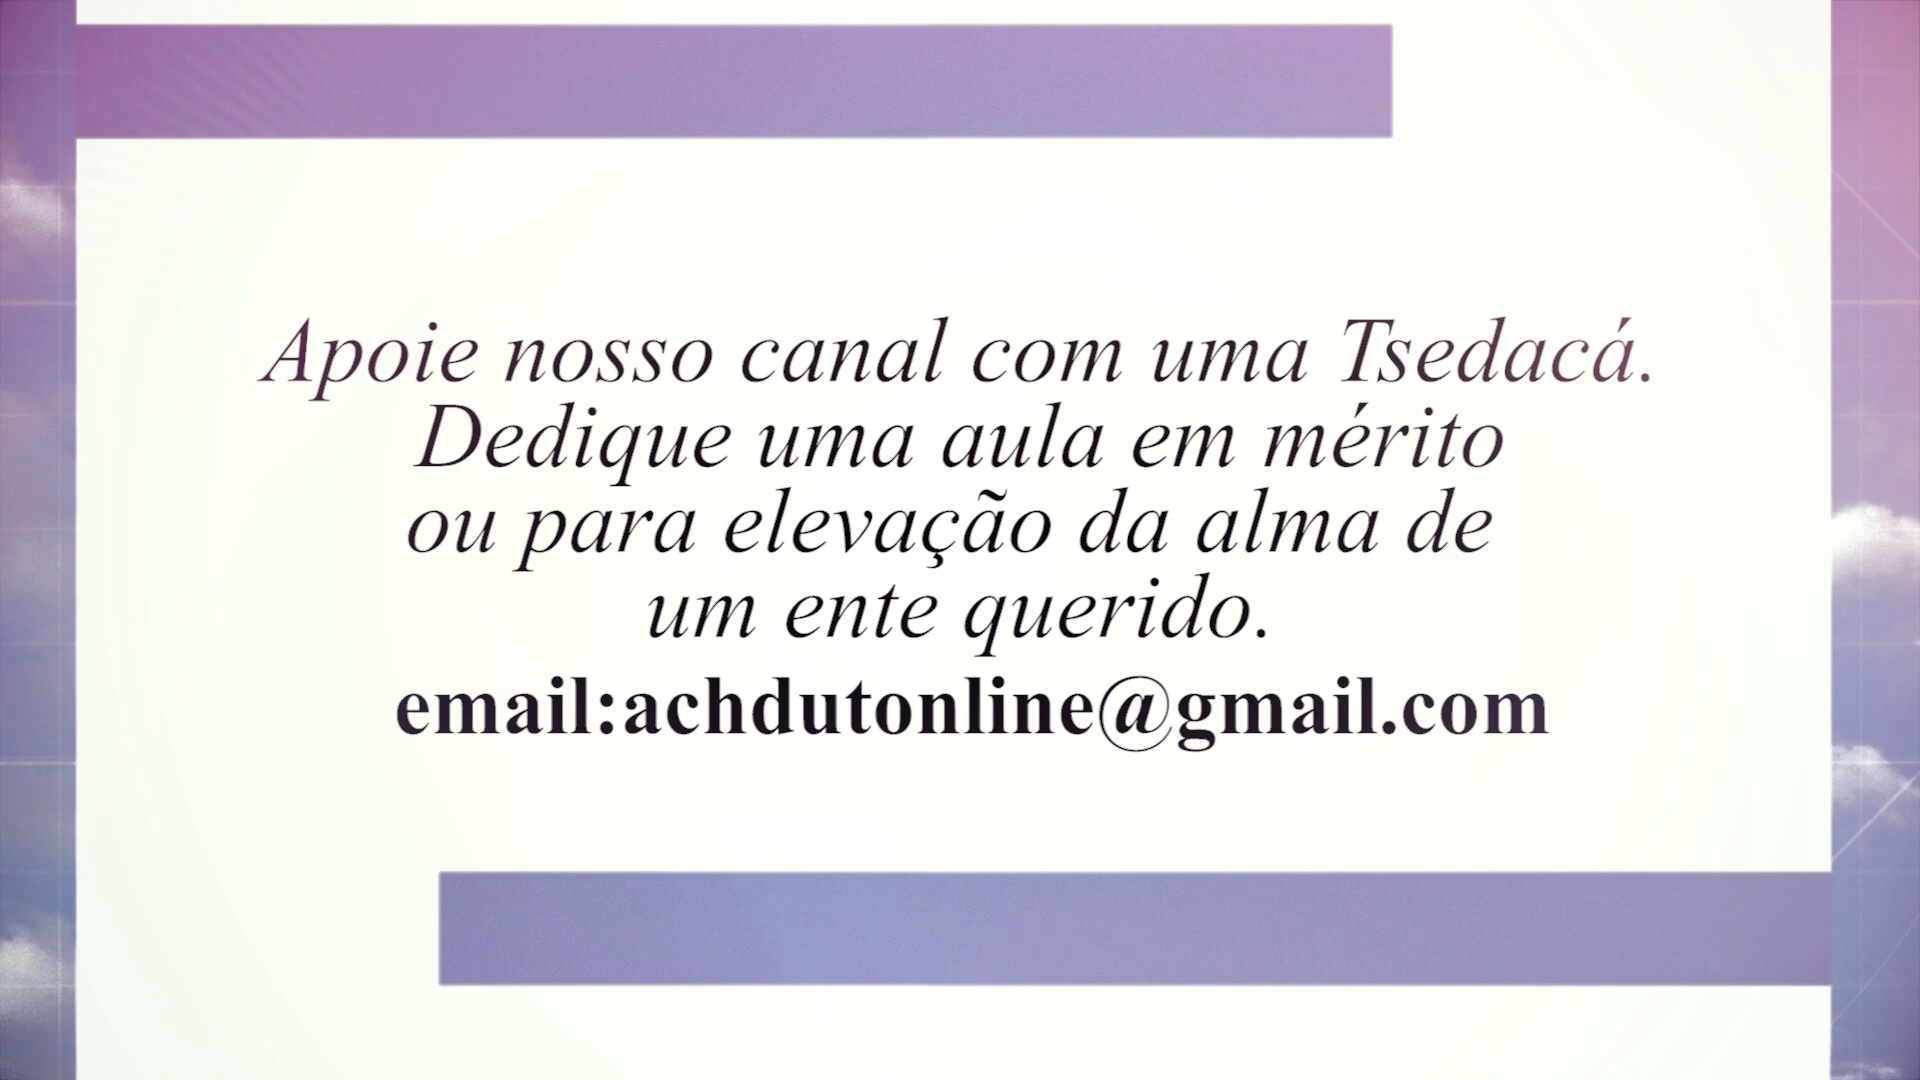 Apoie nosso canal com uma Tsedacá.
Dedique uma aula em mérito
ou para elevação da alma de
um ente querido.
email:achdutonline@gmail.com